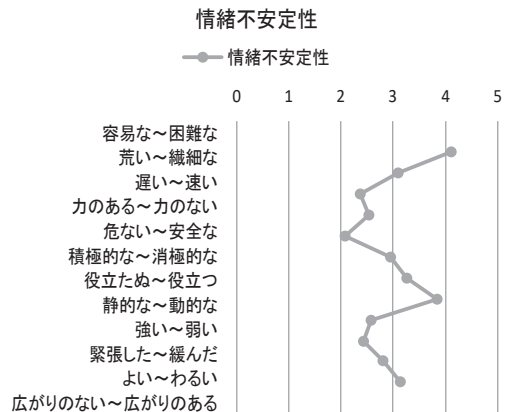 情緒不安定性
情緒不安定性
0 1 2 3 4 5
容易な～困難な
荒い～繊細な
遅い～速い
力のある～力のない
危ない～安全な
積極的な～消極的な
役立たぬ～役立つ
静的な～動的な
強い～弱い
緊張した～緩んだ
よい～わるい
広がりのない～広がりのある